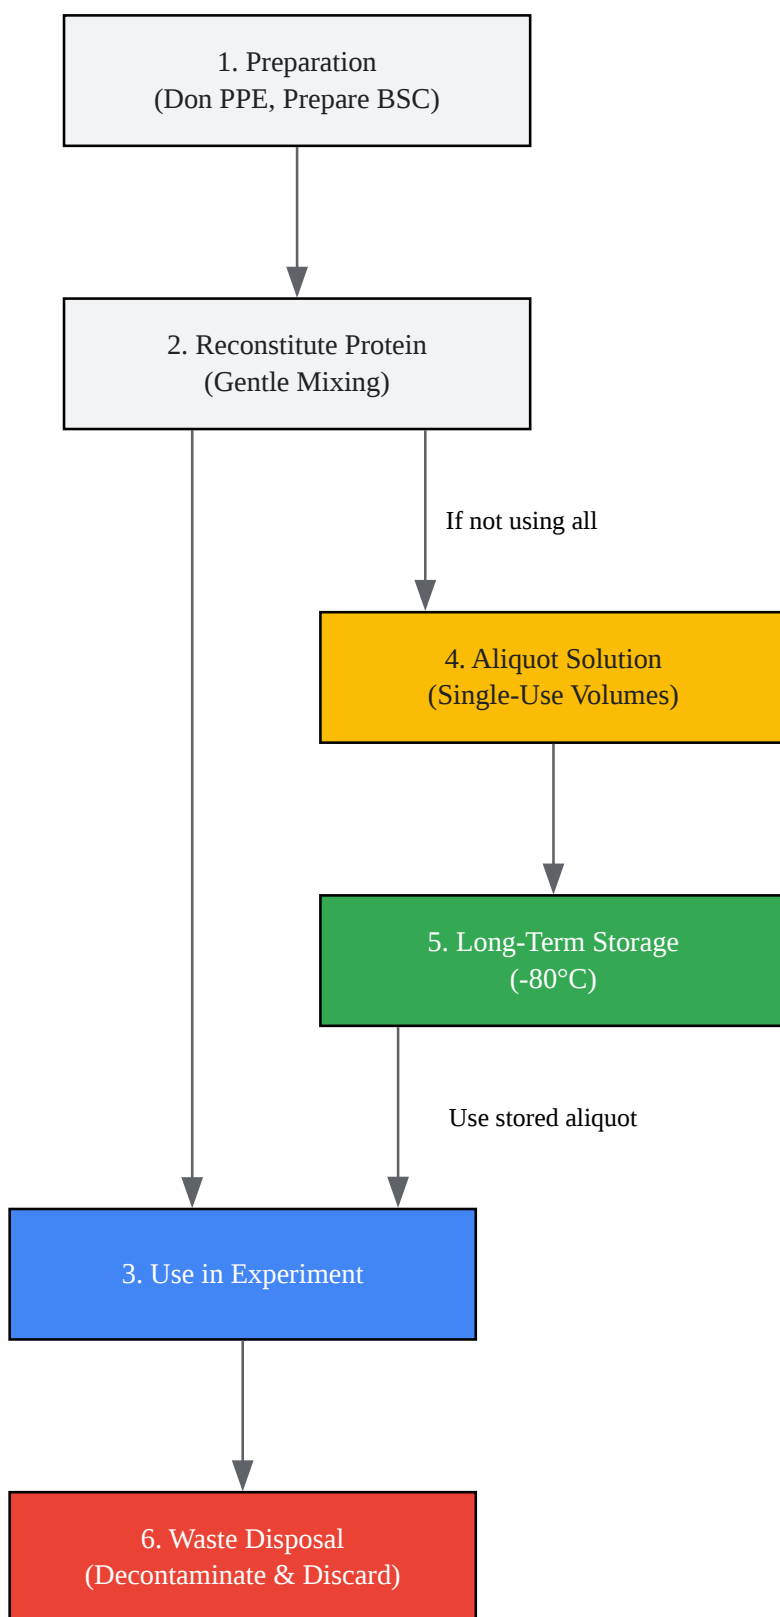 1. Preparation
(Don PPE, Prepare BSC)
2. Reconstitute Protein
(Gentle Mixing)
If not using all
4. Aliquot Solution
(Single-Use Volumes)
5. Long-Term Storage
(-80°C)
Use stored aliquot
3. Use in Experiment
6. Waste Disposal
(Decontaminate & Discard)